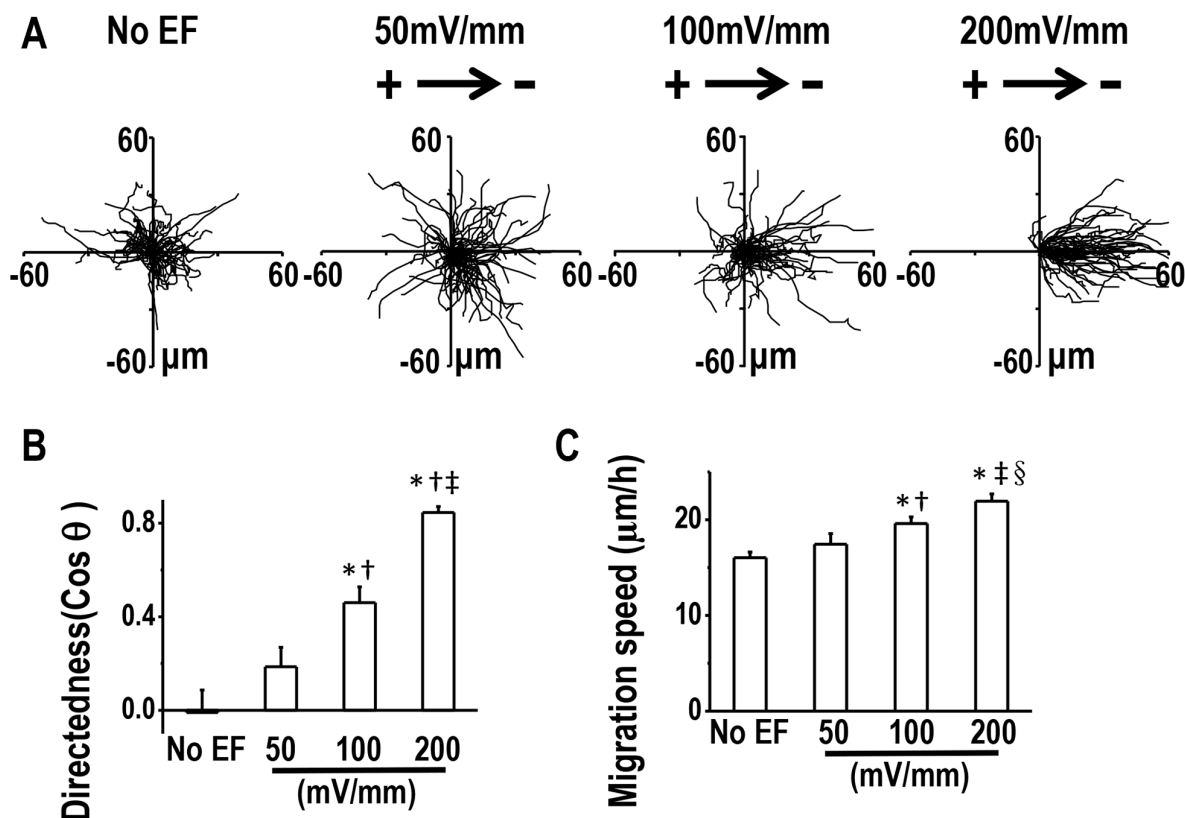 A
No EF
50mV/mm
100mV/mm
200mV/mm
+ → -
+ → -
+ → -
60
-60
60
-60 μm
60
-60
60
-60 μm
60
-60
60
-60 μm
60
-60
60
-60 μm
B
Directedness(Cos θ )
0.8
0.4
0.0
* †
* † ‡
No EF
50
100
200
(mV/mm)
C
Migration speed (μm/h)
20
10
0
* †
* ‡ §
No EF
50
100
200
(mV/mm)